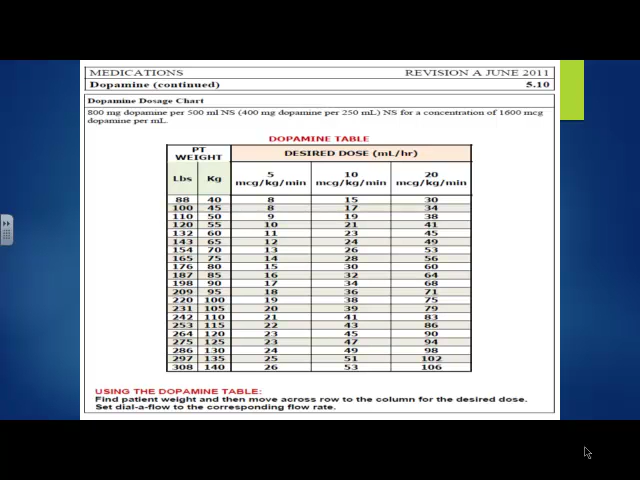 MEDICATIONS REVISION A JUNE 2011
Dopamine (continued) 5.10
Dopamine Dosage Chart
800 mg dopamine per 500 ml NS (400 mg dopamine per 250 mL) NS for a concentration of 1600 mcg
dopamine per mL.
DOPAMINE TABLE
PT WEIGHT DESIRED DOSE (mL/hr)
Lbs Kg 5 mcg/kg/min 10 mcg/kg/min 20 mcg/kg/min
88 40 8 15 30
100 45 8 17 34
110 50 9 19 38
120 55 10 21 41
132 60 11 23 45
143 65 12 24 49
154 70 13 26 53
165 75 14 28 56
176 80 15 30 60
187 85 16 32 64
198 90 17 34 68
209 95 18 36 71
220 100 19 38 75
231 105 20 39 79
242 110 21 41 83
253 115 22 43 86
264 120 23 45 90
275 125 23 47 94
286 130 24 49 98
297 135 25 51 102
308 140 26 53 106
USING THE DOPAMINE TABLE:
Find patient weight and then move across row to the column for the desired dose.
Set dial-a-flow to the corresponding flow rate.